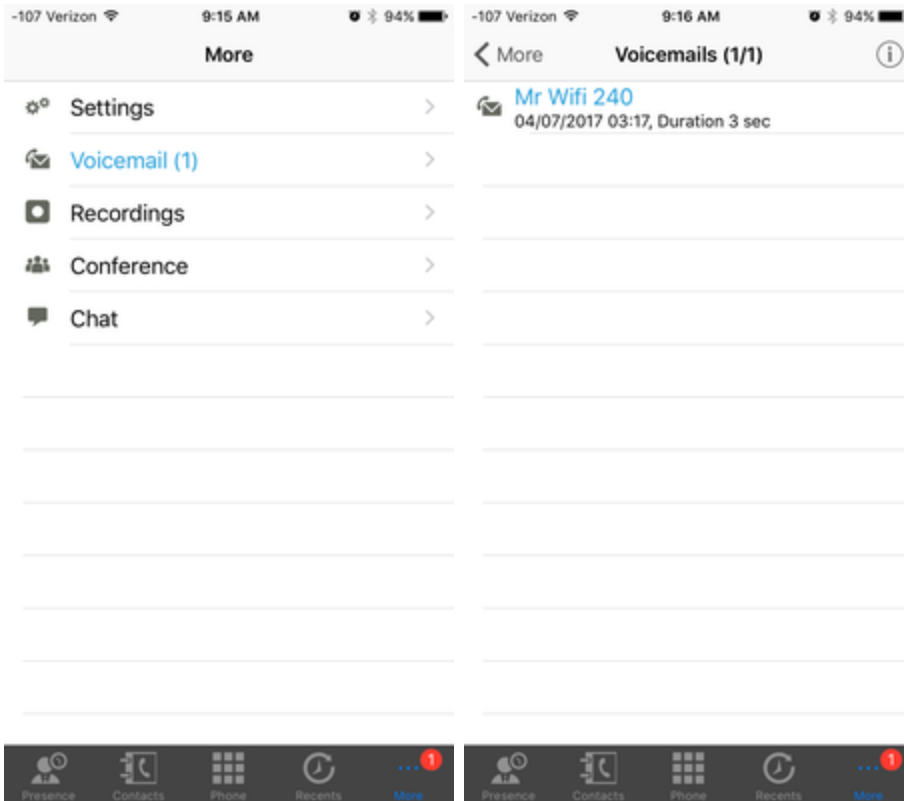 -107 Verizon 9:15 AM 94%
More
Settings
Voicemail (1)
Recordings
Conference
Chat
1
Presence Contacts Phone Recents More
-107 Verizon 9:16 AM 94%
More Voicemails (1/1) i
Mr Wifi 240
04/07/2017 03:17, Duration 3 sec
1
Presence Contacts Phone Recents More